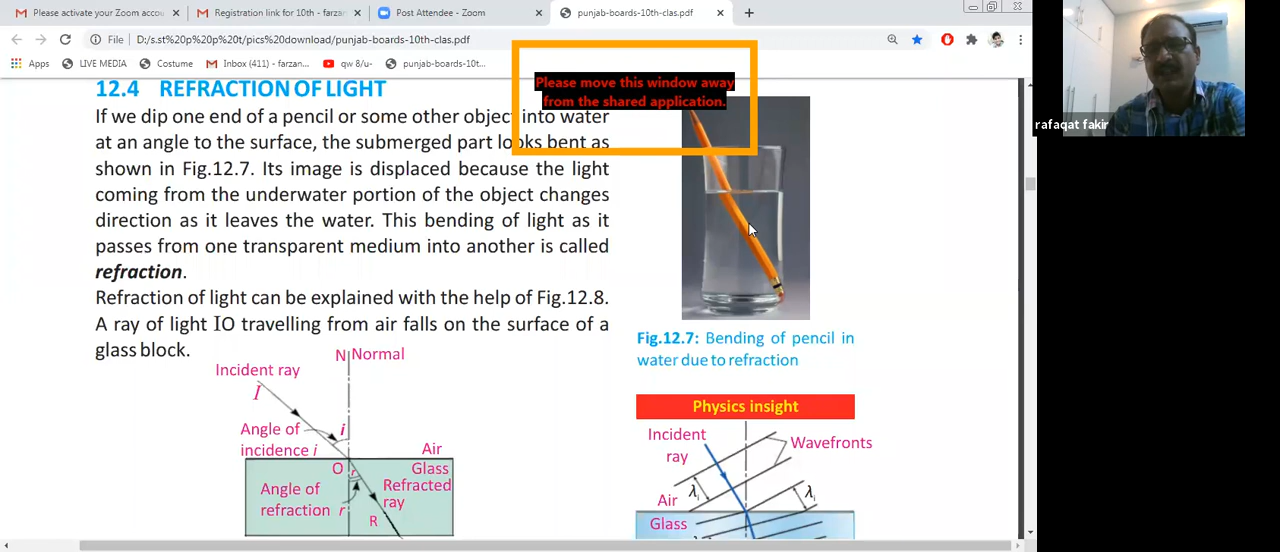 Please activate your Zoom accou
Registration link for 10th - farzan
Post Attendee - Zoom
punjab-boards-10th-clas.pdf
File
D:/s.st%20p%20p%20t/pics%20download/punjab-boards-10th-clas.pdf
Apps
LIVE MEDIA
Costume
Inbox (411) - farzan...
qw 8/u-
punjab-boards-10t...
Please move this window away
from the shared application.
rafaqat fakir
12.4 REFRACTION OF LIGHT
If we dip one end of a pencil or some other object into water
at an angle to the surface, the submerged part looks bent as
shown in Fig.12.7. Its image is displaced because the light
coming from the underwater portion of the object changes
direction as it leaves the water. This bending of light as it
passes from one transparent medium into another is called
refraction.
Refraction of light can be explained with the help of Fig.12.8.
A ray of light IO travelling from air falls on the surface of a
glass block.
N Normal
Incident ray
I
Angle of
incidence i
i
Air
O
r
Glass
Angle of
refraction r
Refracted
ray
R
Fig.12.7: Bending of pencil in
water due to refraction
Physics insight
Incident
ray
Wavefronts
λi
λi
Air
Glass